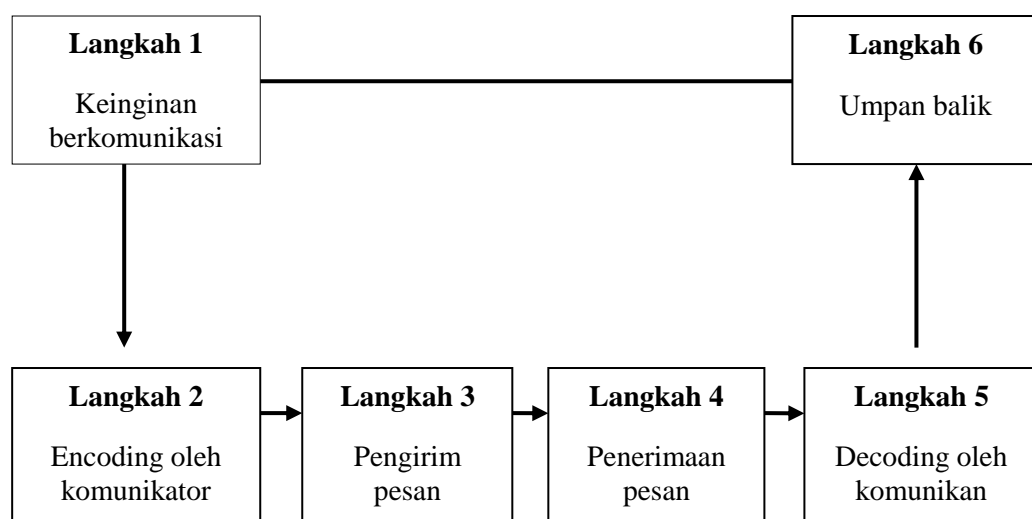 Langkah 1
Keinginan
berkomunikasi
Langkah 6
Umpan balik
Langkah 2
Encoding oleh
komunikator
Langkah 3
Pengirim
pesan
Langkah 4
Penerimaan
pesan
Langkah 5
Decoding oleh
komunikan